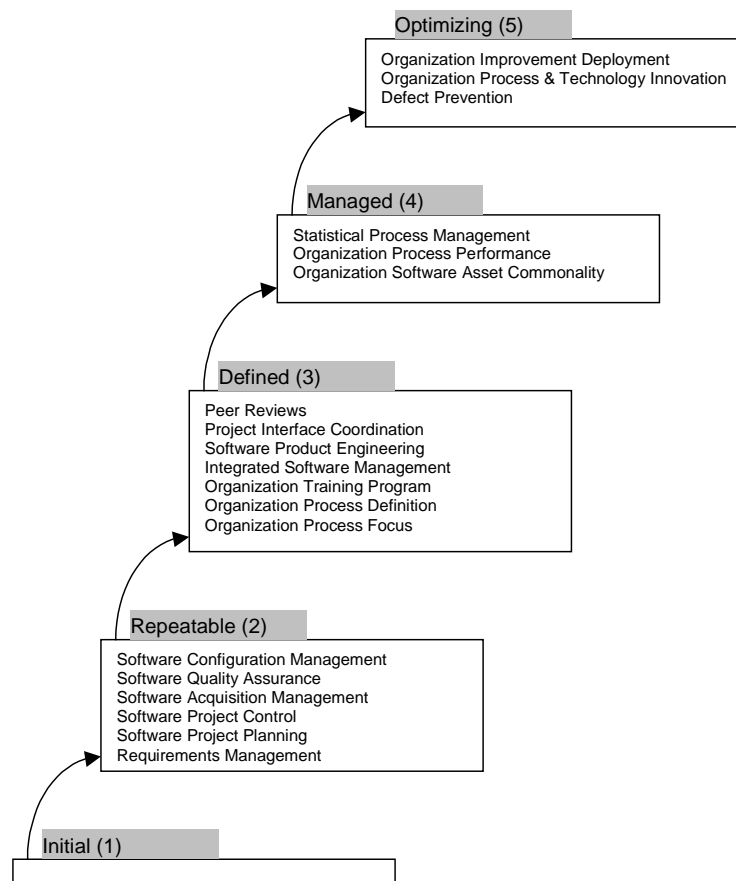 Optimizing (5)
Organization Improvement Deployment
Organization Process & Technology Innovation
Defect Prevention
Managed (4)
Statistical Process Management
Organization Process Performance
Organization Software Asset Commonality
Defined (3)
Peer Reviews
Project Interface Coordination
Software Product Engineering
Integrated Software Management
Organization Training Program
Organization Process Definition
Organization Process Focus
Repeatable (2)
Software Configuration Management
Software Quality Assurance
Software Acquisition Management
Software Project Control
Software Project Planning
Requirements Management
Initial (1)